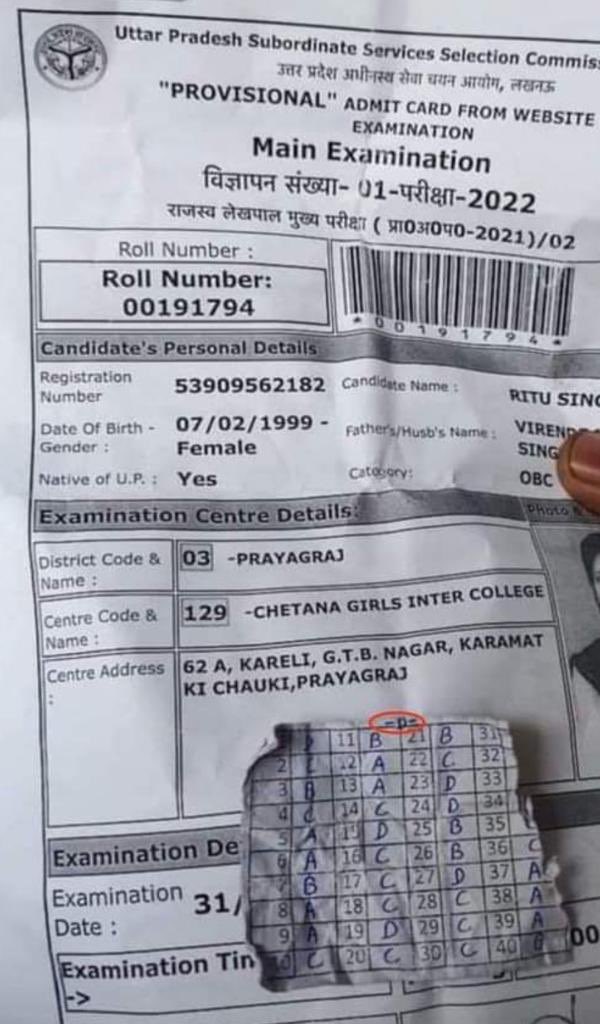 Uttar Pradesh Subordinate Services Selection Commis
उत्तर प्रदेश अधीनस्थ सेवा चयन आयोग, लखनऊ
"PROVISIONAL" ADMIT CARD FROM WEBSITE
EXAMINATION
Main Examination
विज्ञापन संख्या- 01-परीक्षा-2022
राजस्व लेखपाल मुख्य परीक्षा ( प्रा0अ0प0-2021)/02
Roll Number :
Roll Number:
00191794
*00191794*
Candidate's Personal Details
Registration Number 53909562182 Candidate Name : RITU SING
Date Of Birth - Gender : 07/02/1999 - Female Father's/Husb's Name : VIREND SING
Native of U.P. : Yes Category: OBC
Examination Centre Details: Photo
District Code & Name : 03 -PRAYAGRAJ
Centre Code & Name : 129 -CHETANA GIRLS INTER COLLEGE
Centre Address : 62 A, KARELI, G.T.B. NAGAR, KARAMAT
KI CHAUKI,PRAYAGRAJ
-D-
11 B 21 B 31
2 12 A 22 C 32
3 B 13 A 23 D 33
4 C 14 C 24 D 34
5 A 15 D 25 B 35
6 A 16 C 26 B 36 C
7 B 17 C 27 D 37 A
8 A 18 C 28 C 38 A
9 A 19 D 29 C 39 A
10 C 20 C 30 C 40
Examination De
Examination Date : 31/
Examination Tin 00
->